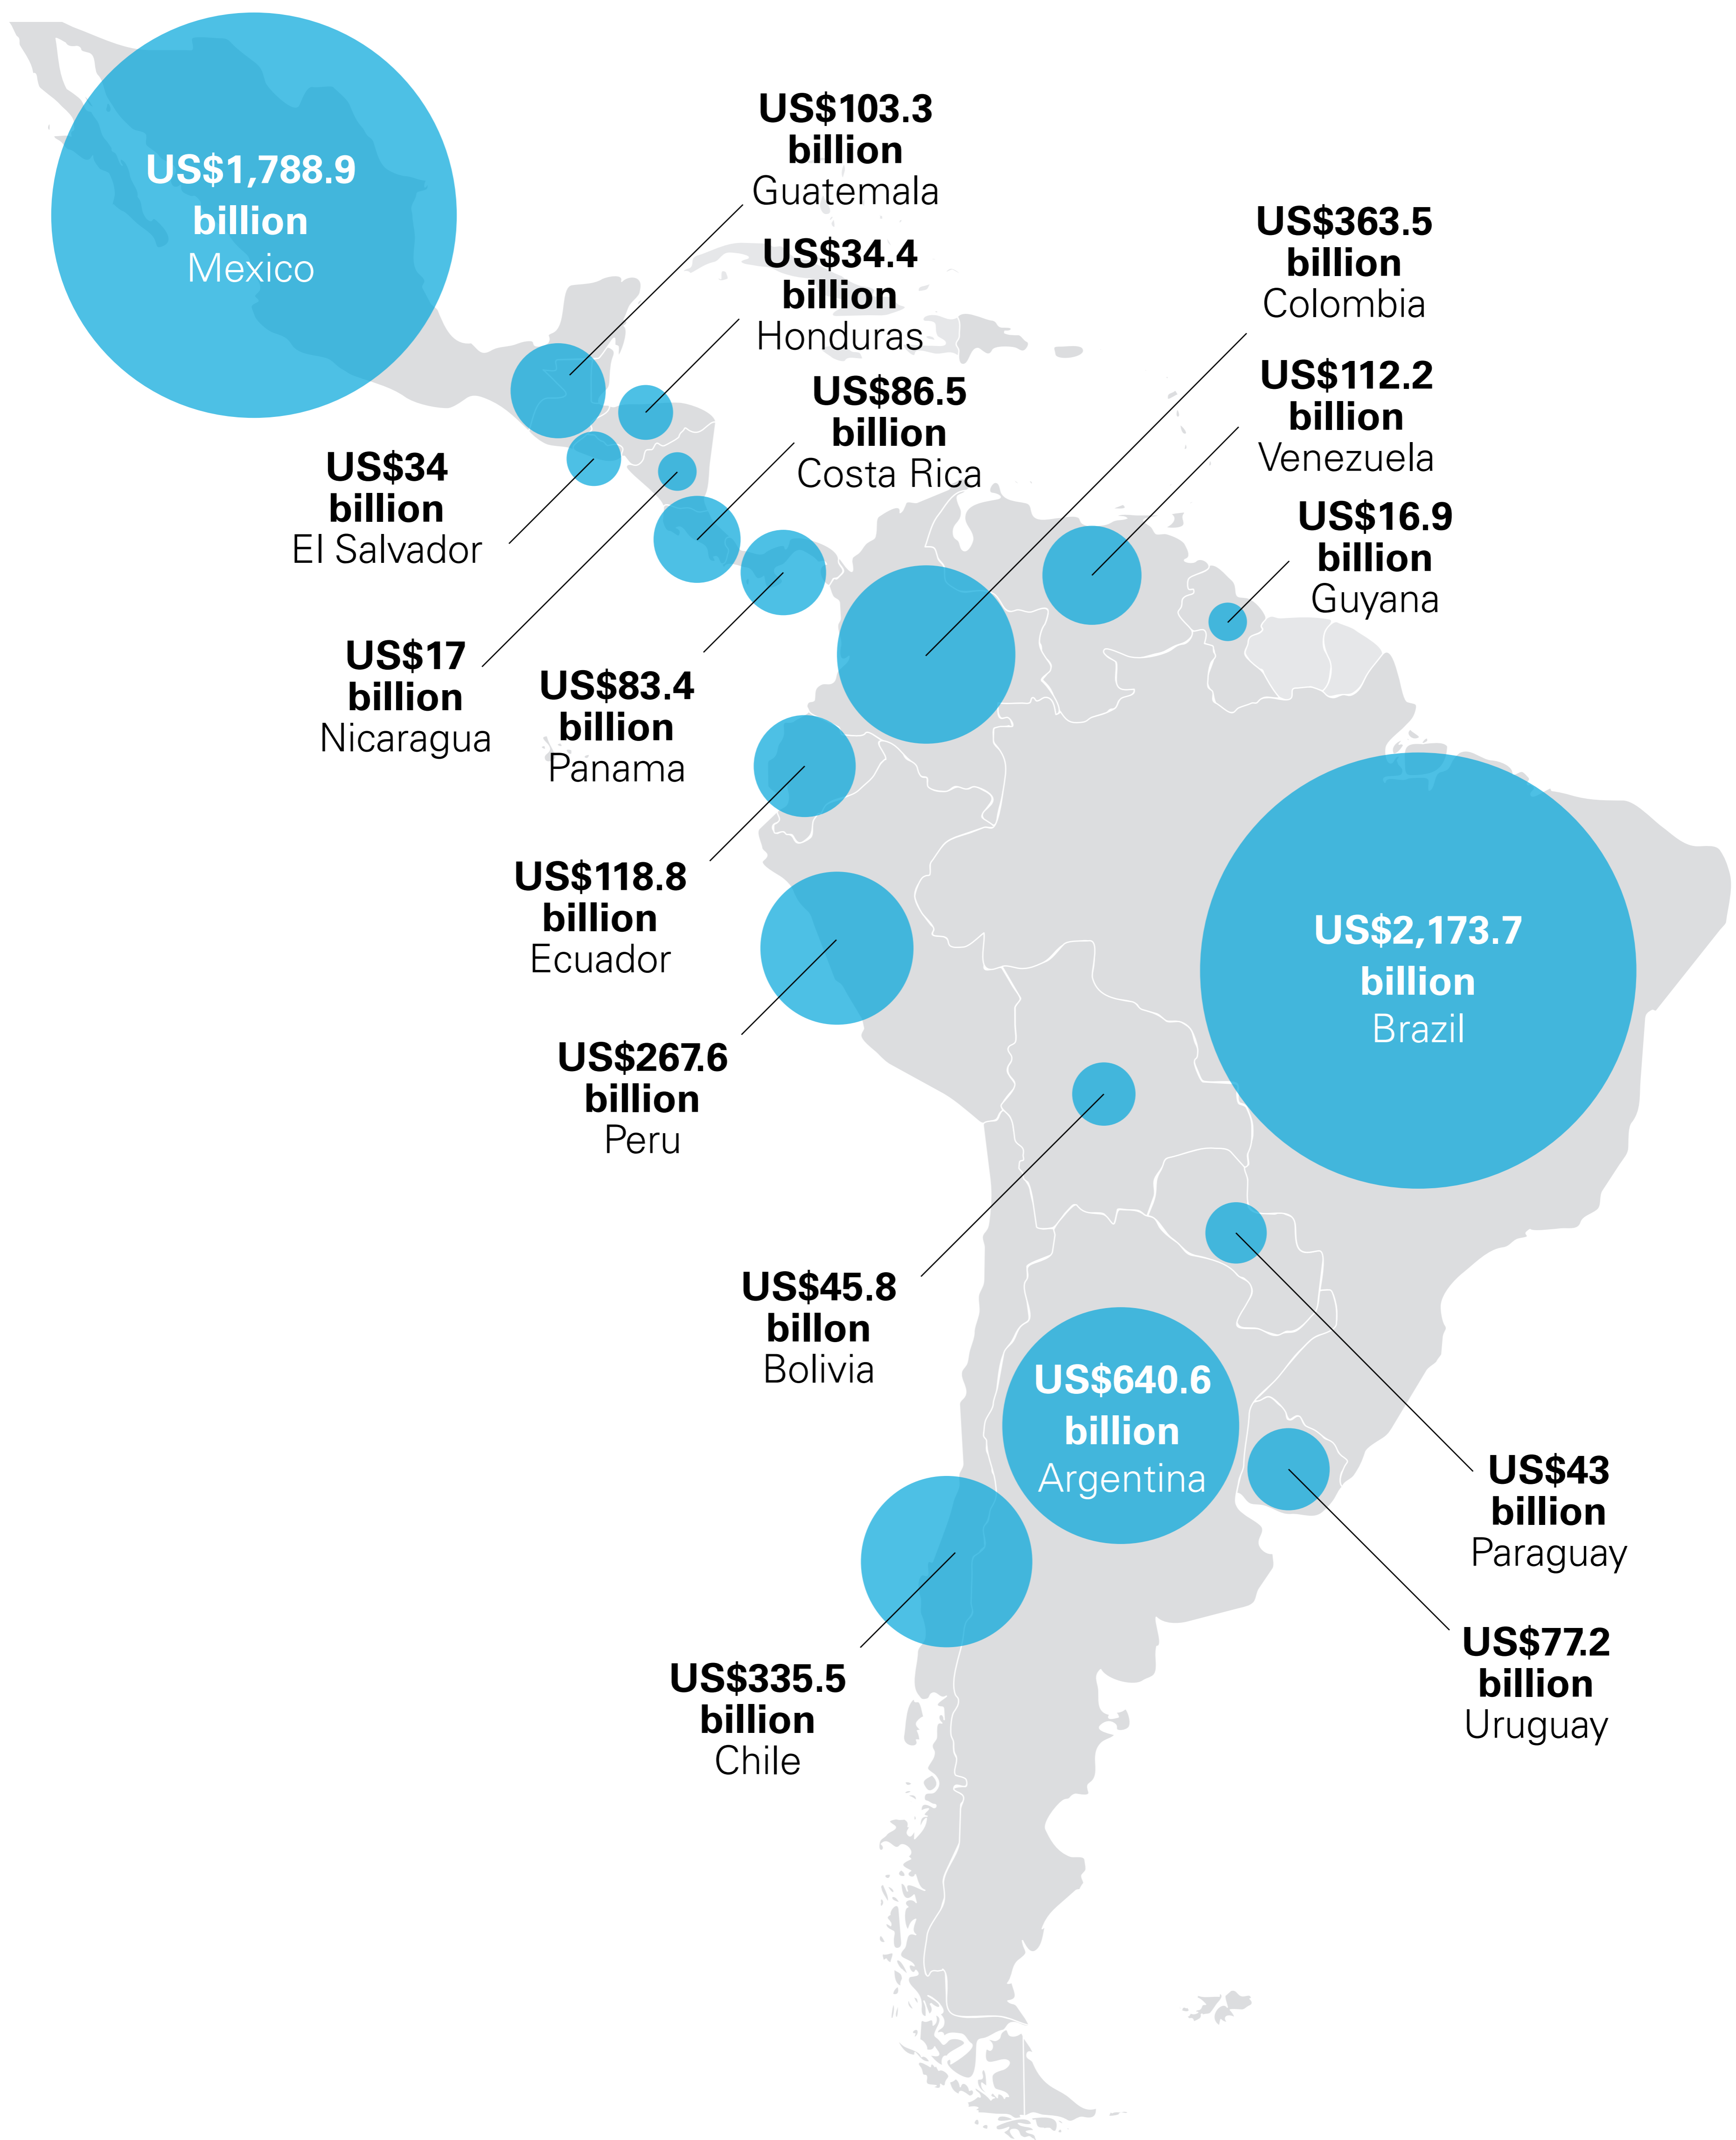 US$1,788.9
billion
Mexico
US$103.3
billion
Guatemala
US$34.4
billion
Honduras
US$86.5
billion
Costa Rica
US$363.5
billion
Colombia
US$112.2
billion
Venezuela
US$16.9
billion
Guyana
US$34
billion
El Salvador
US$17
billion
Nicaragua
US$83.4
billion
Panama
US$118.8
billion
Ecuador
US$267.6
billion
Peru
US$2,173.7
billion
Brazil
US$45.8
billon
Bolivia
US$640.6
billion
Argentina
US$43
billion
Paraguay
US$77.2
billion
Uruguay
US$335.5
billion
Chile